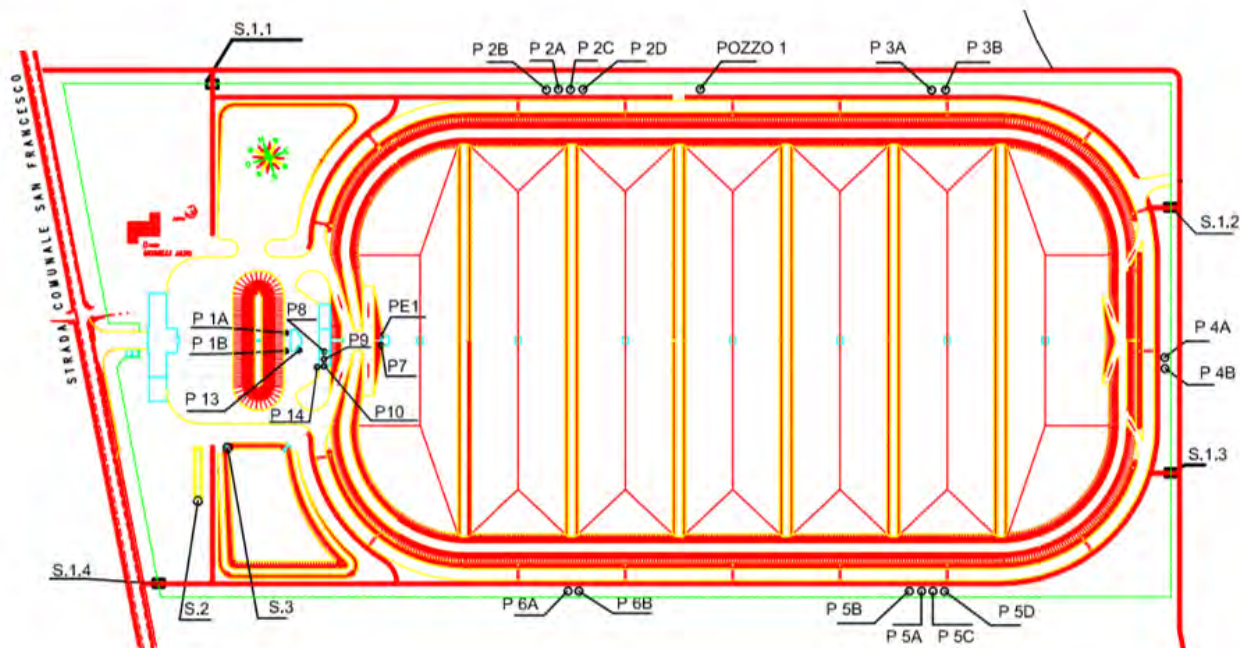 S.1.1
P 2B
P 2A
P 2C
P 2D
POZZO 1
P 3A
P 3B
STRADA COMUNALE SAN FRANCESCO
S.1.2
P 1A
P8
PE1
P 1B
P9
P7
P 4A
P 4B
P 13
P 14
P10
S.1.3
S.1.4
S.2
S.3
P 6A
P 6B
P 5B
P 5A
P 5C
P 5D